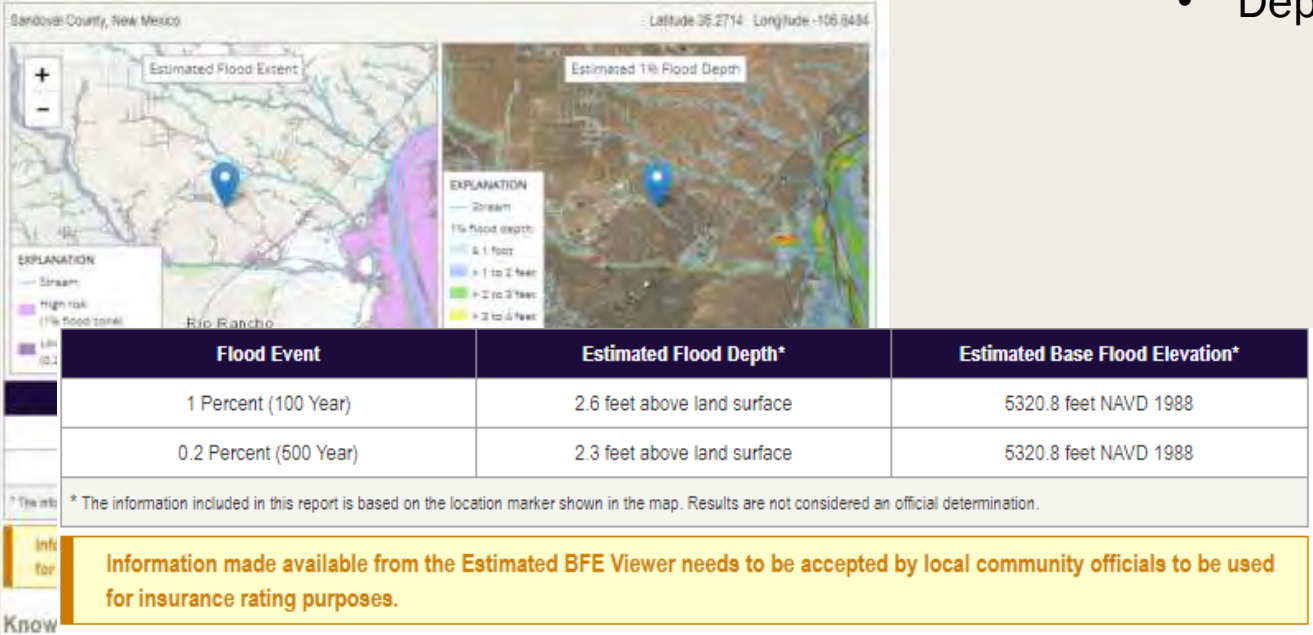 • Dep
Sandoval County, New Mexico
Latitude 35.2714 Longitude -106.6484
+
−
Estimated Flood Extent
Estimated 1% Flood Depth
EXPLANATION
Stream
High risk
(1% flood zone)
Rio Rancho
EXPLANATION
Stream
1% flood depth
≤ 1 foot
> 1 to 2 feet
> 2 to 3 feet
Flood Event Estimated Flood Depth* Estimated Base Flood Elevation*
1 Percent (100 Year) 2.6 feet above land surface 5320.8 feet NAVD 1988
0.2 Percent (500 Year) 2.3 feet above land surface 5320.8 feet NAVD 1988
* The information included in this report is based on the location marker shown in the map. Results are not considered an official determination.
Information made available from the Estimated BFE Viewer needs to be accepted by local community officials to be used
for insurance rating purposes.
for
Know